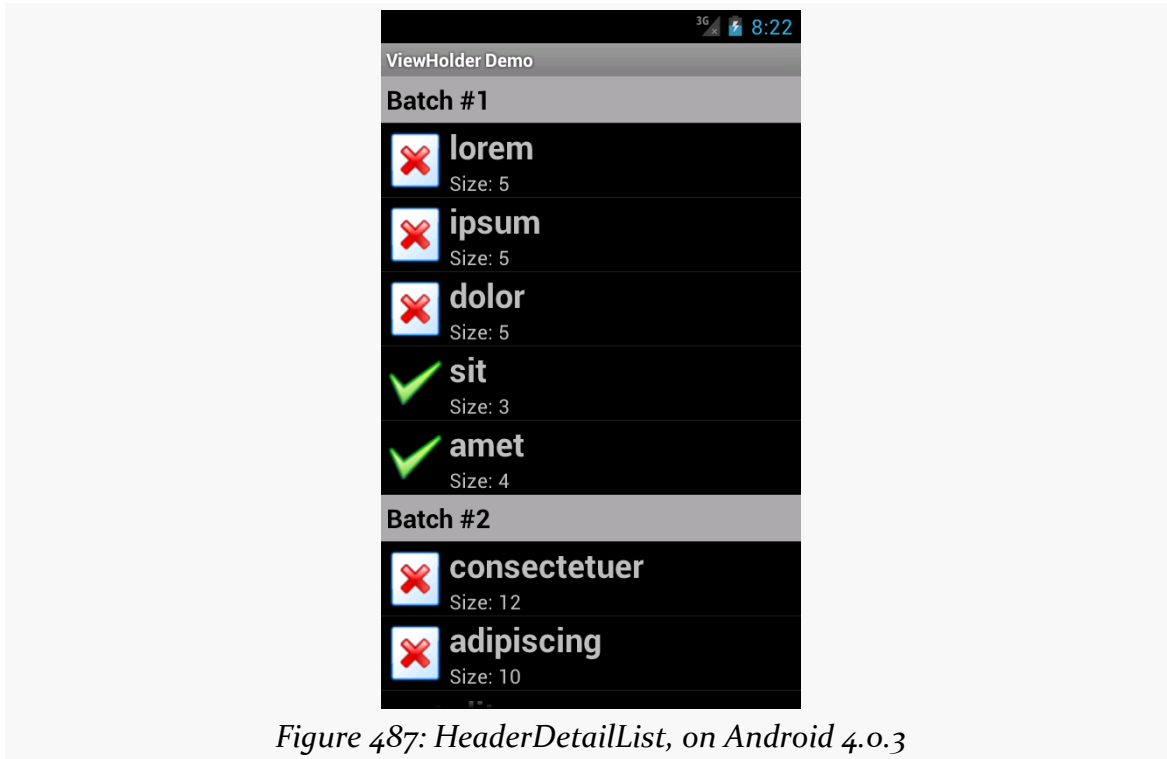 3G 8:22
ViewHolder Demo
Batch #1
lorem
Size: 5
ipsum
Size: 5
dolor
Size: 5
sit
Size: 3
amet
Size: 4
Batch #2
consectetuer
Size: 12
adipiscing
Size: 10
Figure 487: HeaderDetailList, on Android 4.0.3